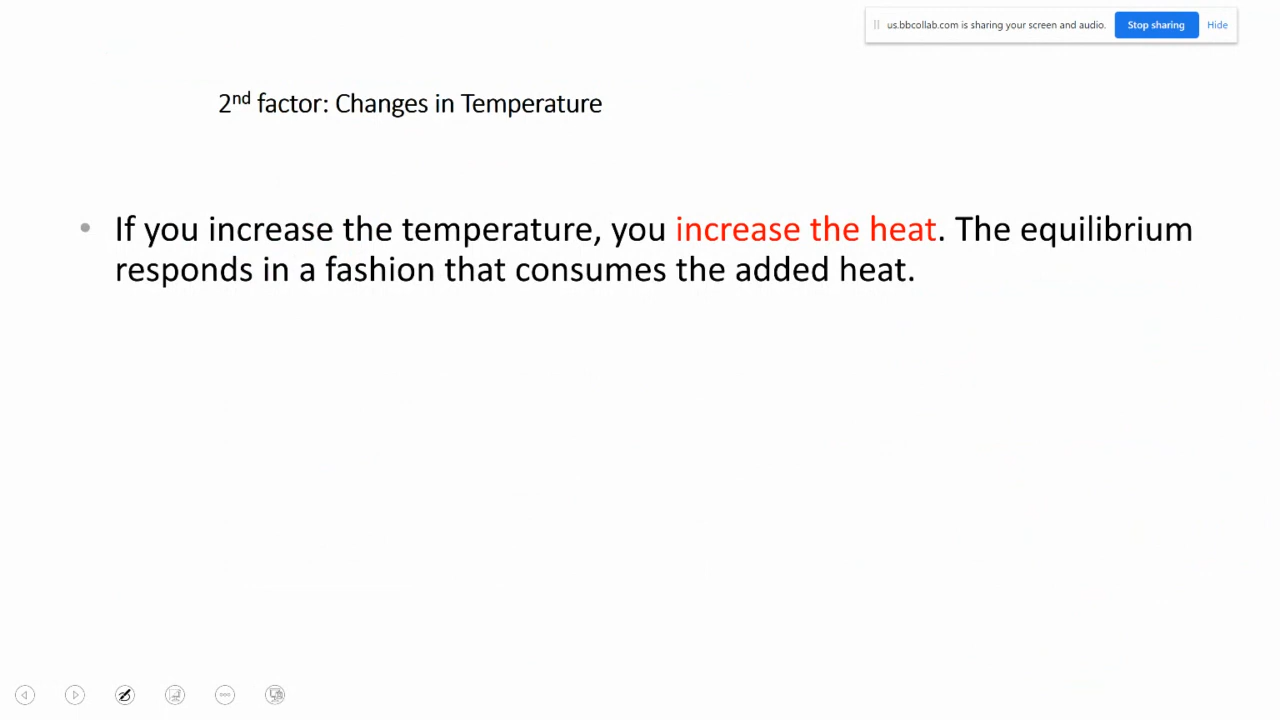 us.bbcollab.com is sharing your screen and audio. Stop sharing Hide
2nd factor: Changes in Temperature
• If you increase the temperature, you increase the heat. The equilibrium
responds in a fashion that consumes the added heat.